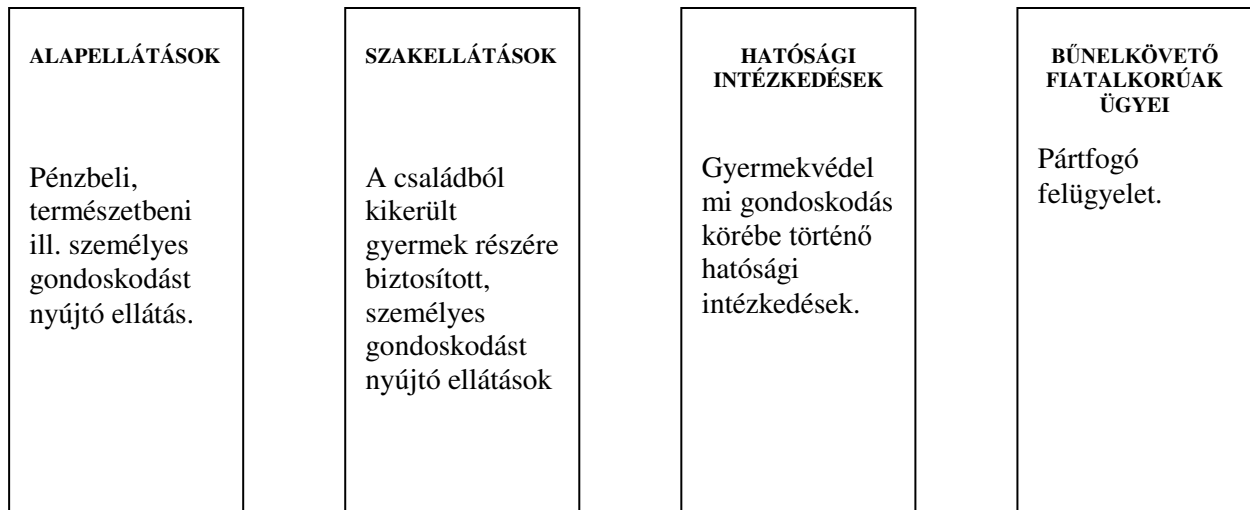 ALAPELLÁTÁSOK
Pénzbeli,
természetbeni
ill. személyes
gondoskodást
nyújtó ellátás.
SZAKELLÁTÁSOK
A családból
kikerült
gyermek részére
biztosított,
személyes
gondoskodást
nyújtó ellátások
HATÓSÁGI
INTÉZKEDÉSEK
Gyermekvédel
mi gondoskodás
körébe történő
hatósági
intézkedések.
BŰNELKÖVETŐ
FIATALKORÚAK
ÜGYEI
Pártfogó
felügyelet.